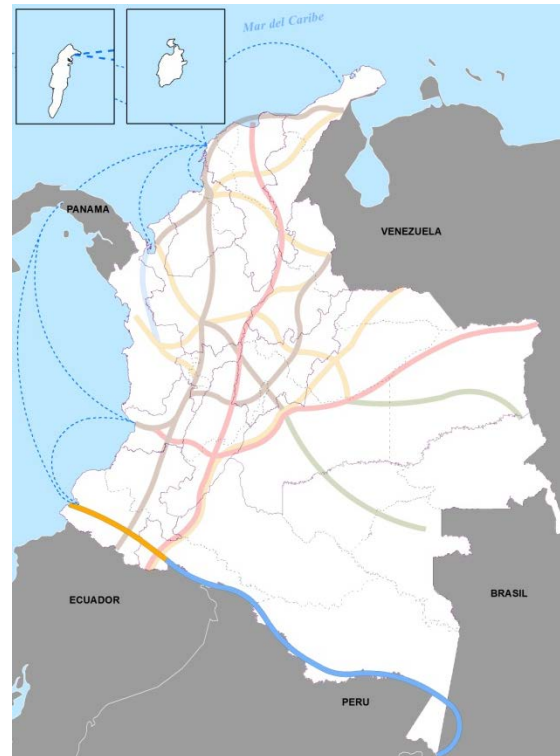 Mar del Caribe
PANAMA
VENEZUELA
ECUADOR
BRASIL
PERU